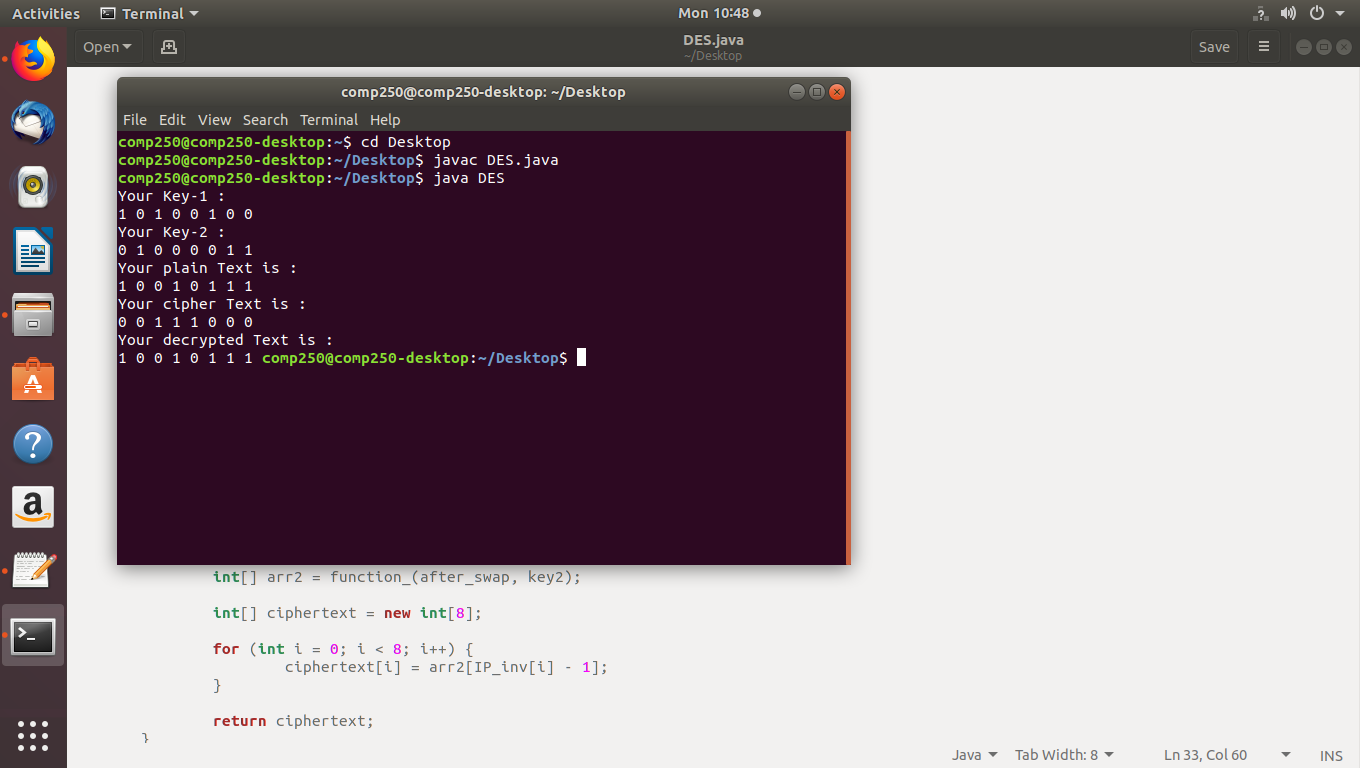 Activities Terminal Mon 10:48
Open DES.java Save
~/Desktop
comp250@comp250-desktop: ~/Desktop
File Edit View Search Terminal Help
comp250@comp250-desktop:~$ cd Desktop
comp250@comp250-desktop:~/Desktop$ javac DES.java
comp250@comp250-desktop:~/Desktop$ java DES
Your Key-1 :
1 0 1 0 0 1 0 0
Your Key-2 :
0 1 0 0 0 0 1 1
Your plain Text is :
1 0 0 1 0 1 1 1
Your cipher Text is :
0 0 1 1 1 0 0 0
Your decrypted Text is :
1 0 0 1 0 1 1 1 comp250@comp250-desktop:~/Desktop$
int[] arr2 = function_(after_swap, key2);
int[] ciphertext = new int[8];
for (int i = 0; i < 8; i++) {
ciphertext[i] = arr2[IP_inv[i] - 1];
}
return ciphertext;
}
Java Tab Width: 8 Ln 33, Col 60 INS